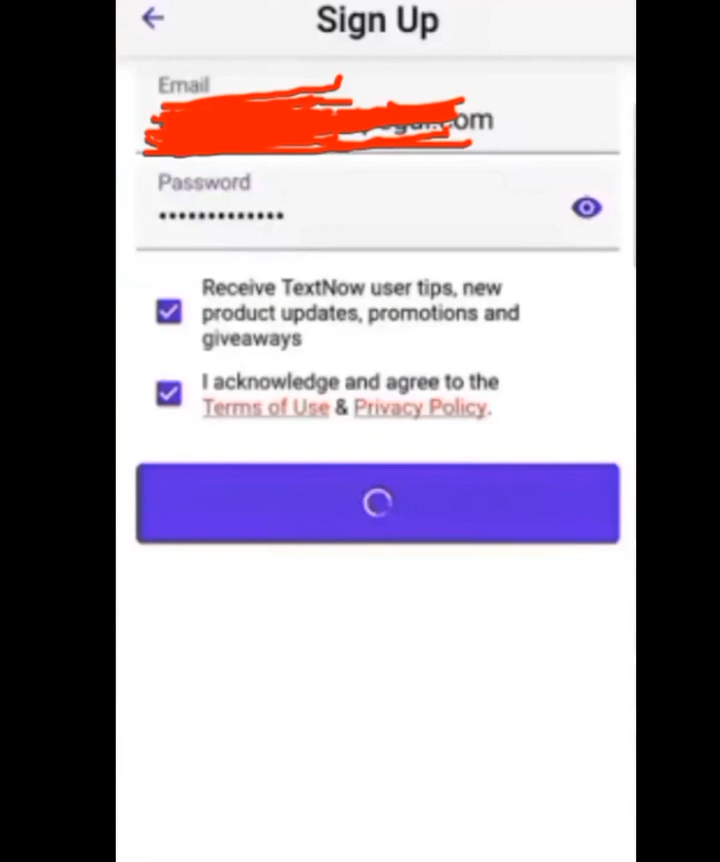 Sign Up
Email
Password
Receive TextNow user tips, new
product updates, promotions and
giveaways
I acknowledge and agree to the
Terms of Use & Privacy Policy.